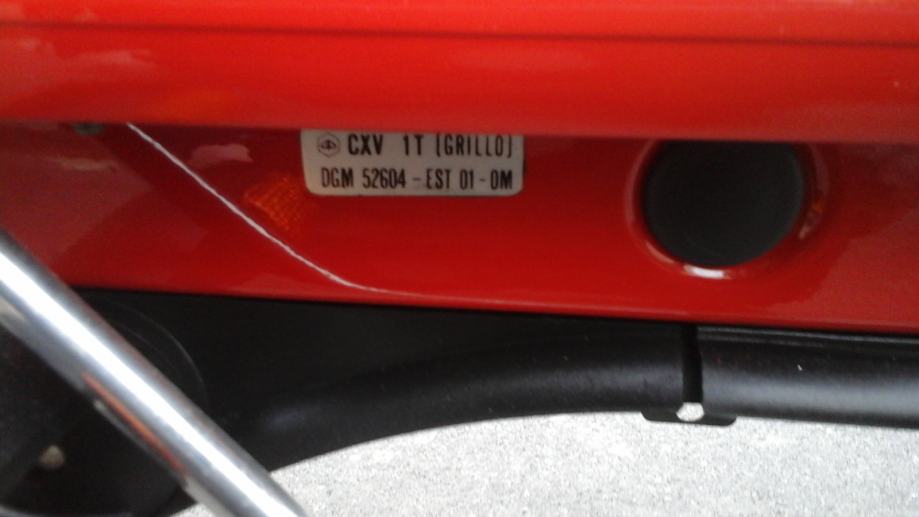 CXV 1T (GRILLO)
DGM 52604 - EST 01 - OM